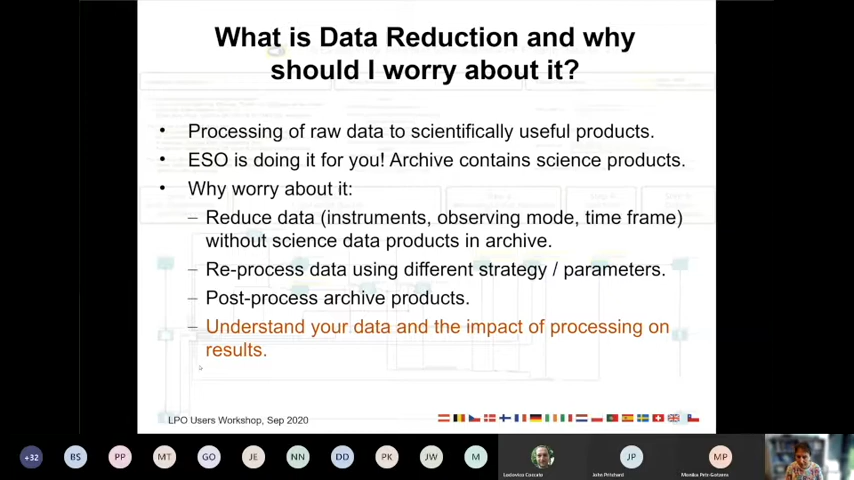 What is Data Reduction and why
should I worry about it?
• Processing of raw data to scientifically useful products.
• ESO is doing it for you! Archive contains science products.
• Why worry about it:
– Reduce data (instruments, observing mode, time frame)
without science data products in archive.
– Re-process data using different strategy / parameters.
– Post-process archive products.
– Understand your data and the impact of processing on
results.
LPO Users Workshop, Sep 2020
+32 BS PP MT GO JE NN DD PK JW M JP MP
Ludovico Coccato John Pritchard Monika Petr-Gotzens